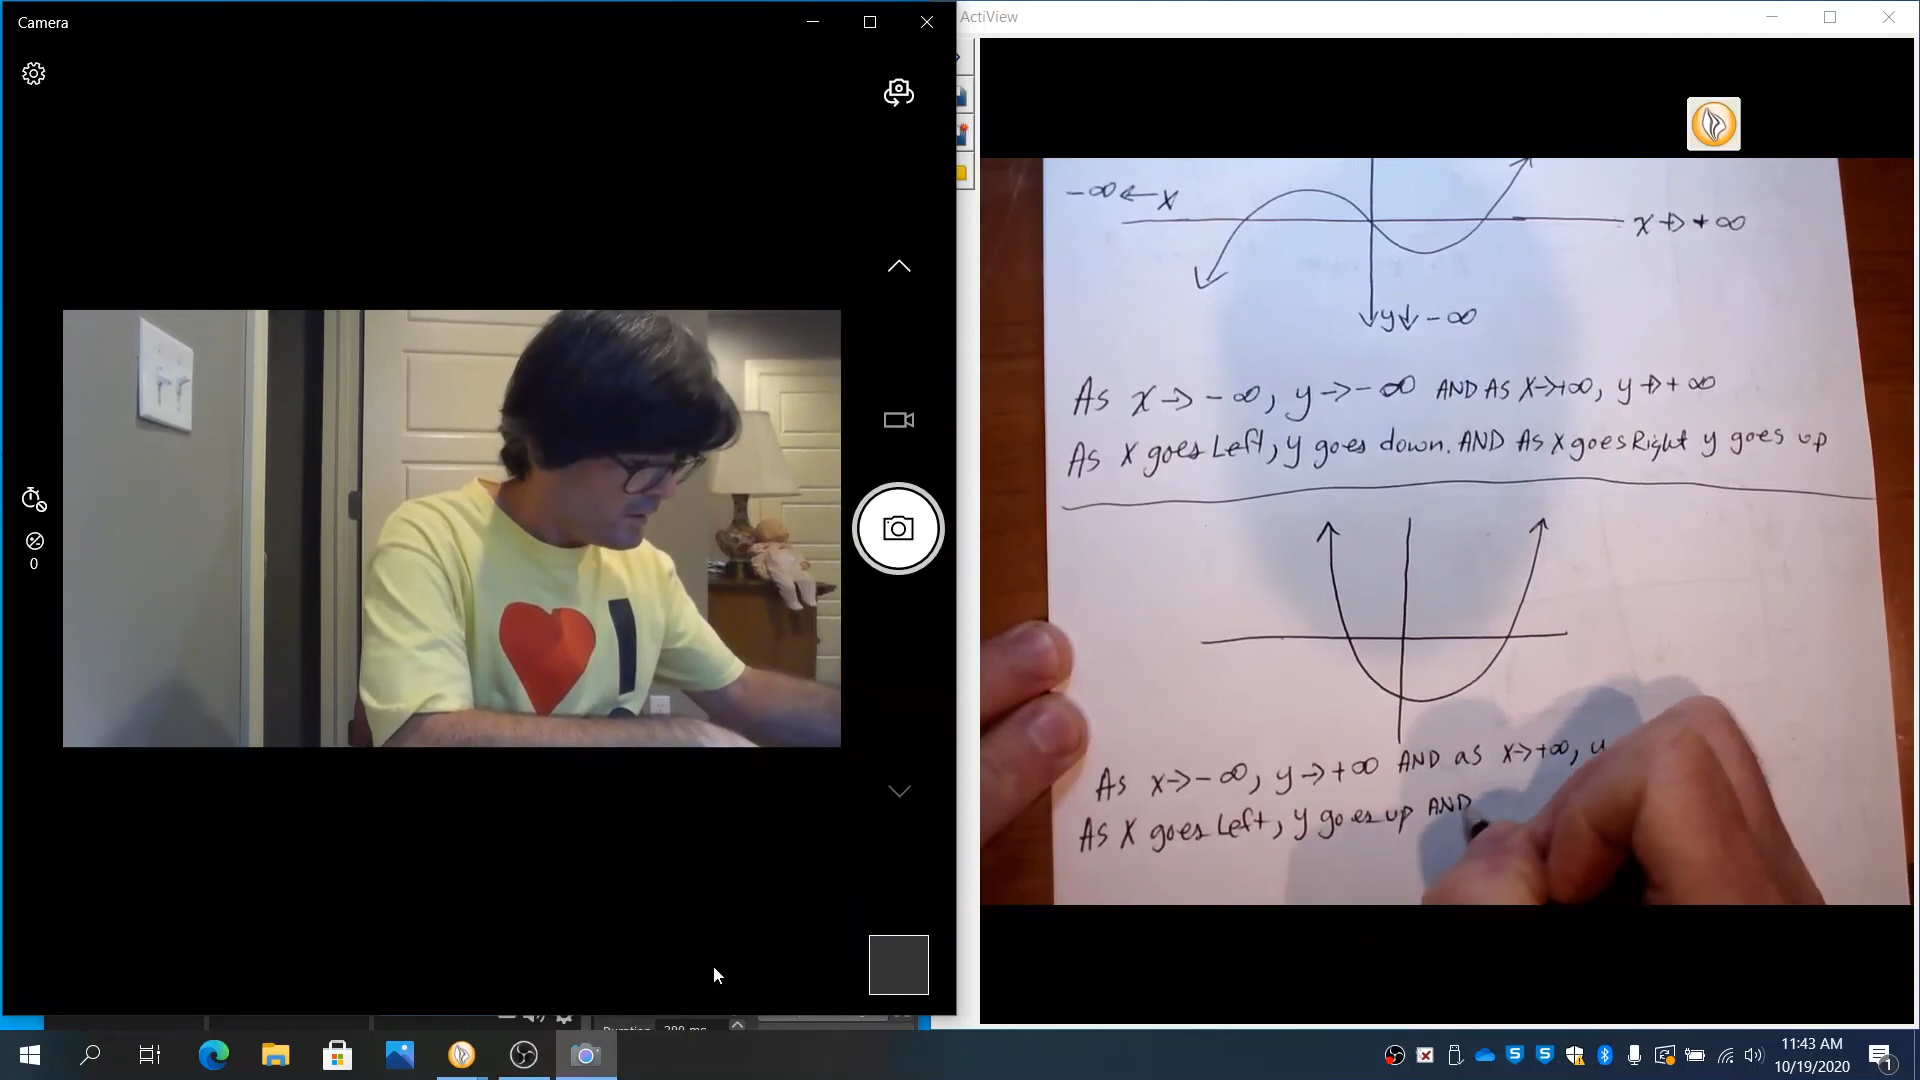 Camera
ActiView
0
-∞ ← x
x → +∞
y↓ -∞
As x → -∞, y → -∞ AND AS X → +∞, y → +∞
As X goes Left, y goes down. AND As X goes Right y goes up
As x → -∞, y → +∞ AND as x → +∞, y
As X goes Left, y goes up AND
11:43 AM
10/19/2020
1